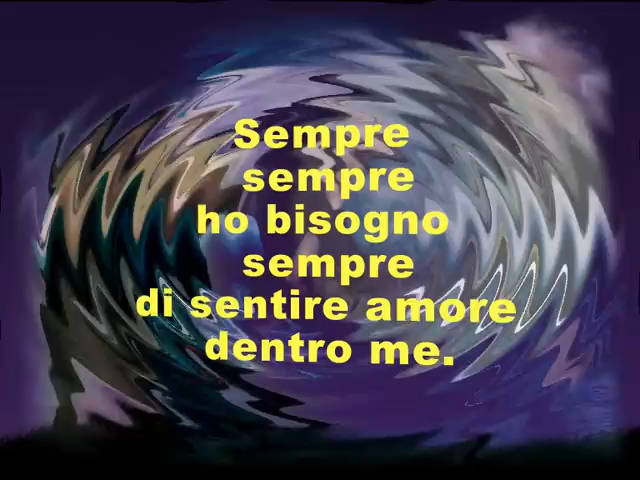 Sempre
sempre
ho bisogno
sempre
di sentire amore
dentro me.